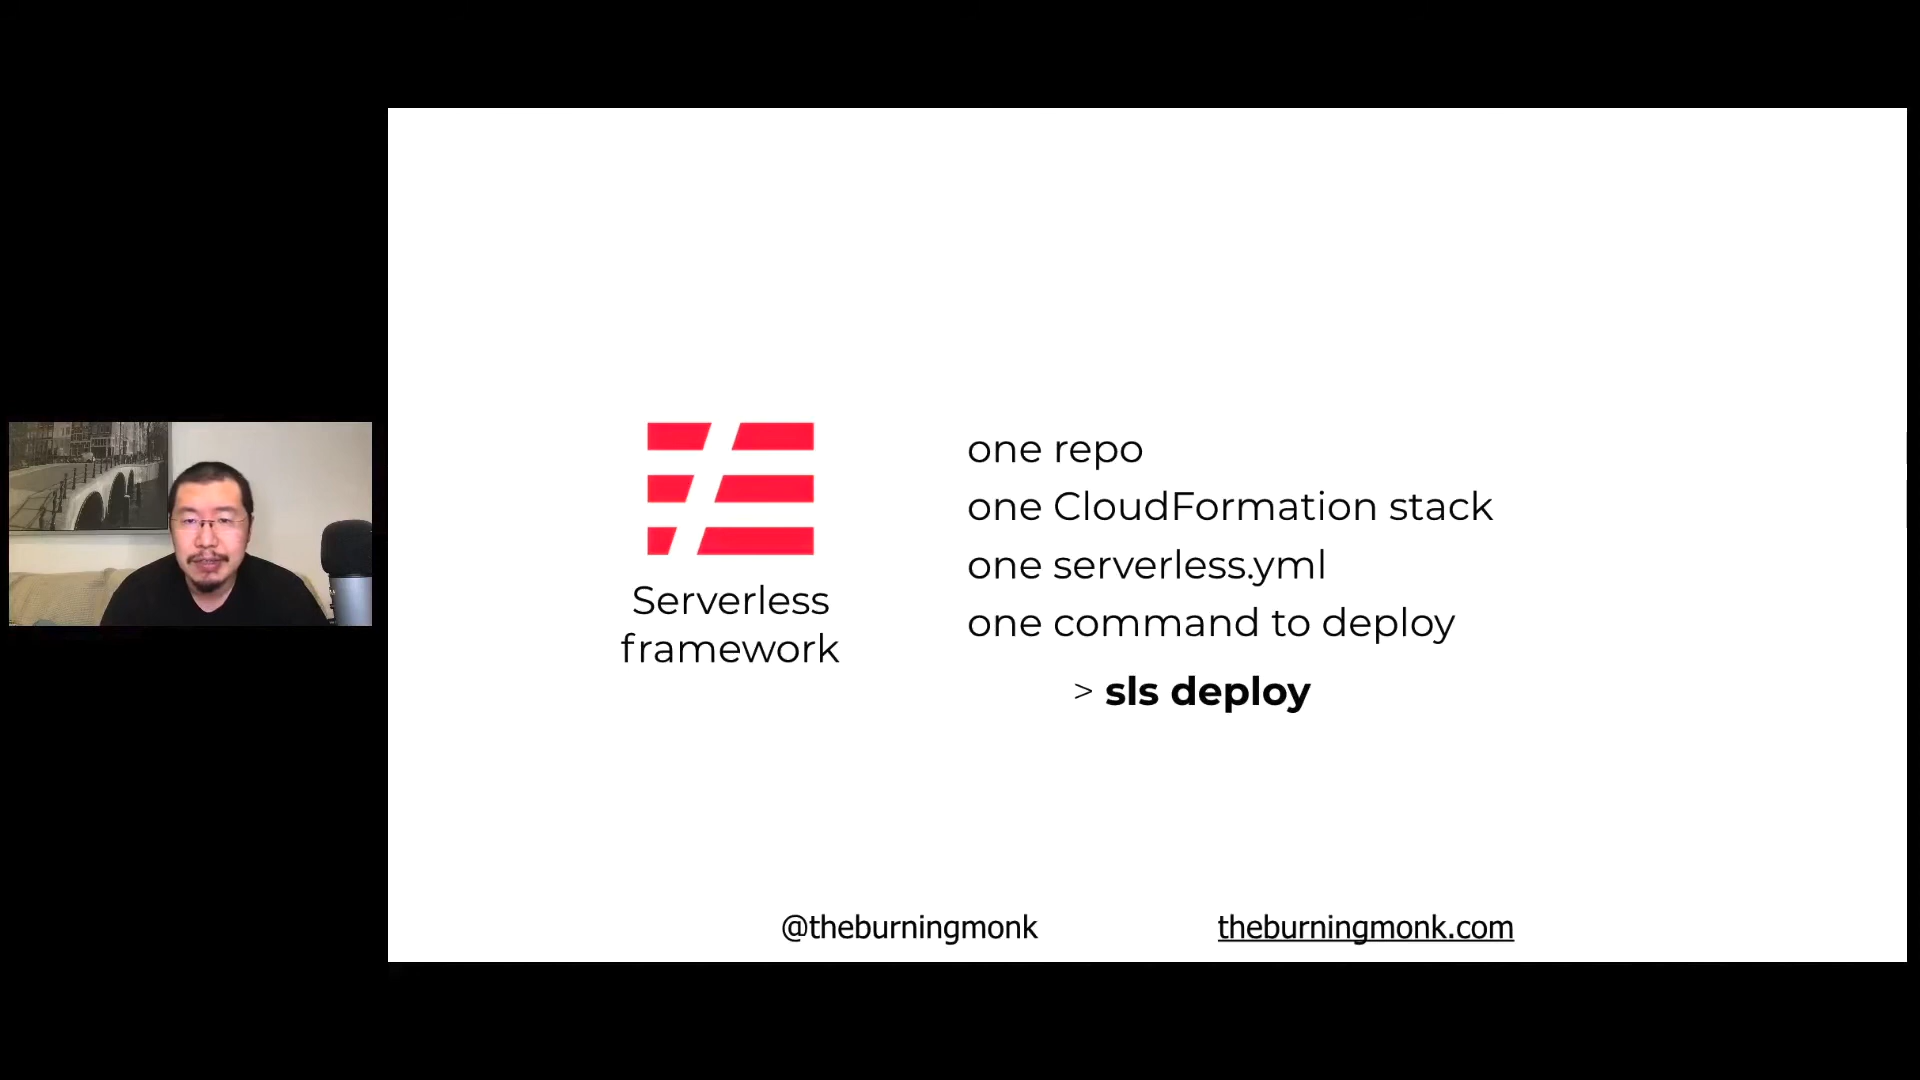 Serverless
framework
one repo
one CloudFormation stack
one serverless.yml
one command to deploy
> sls deploy
@theburningmonk
theburningmonk.com